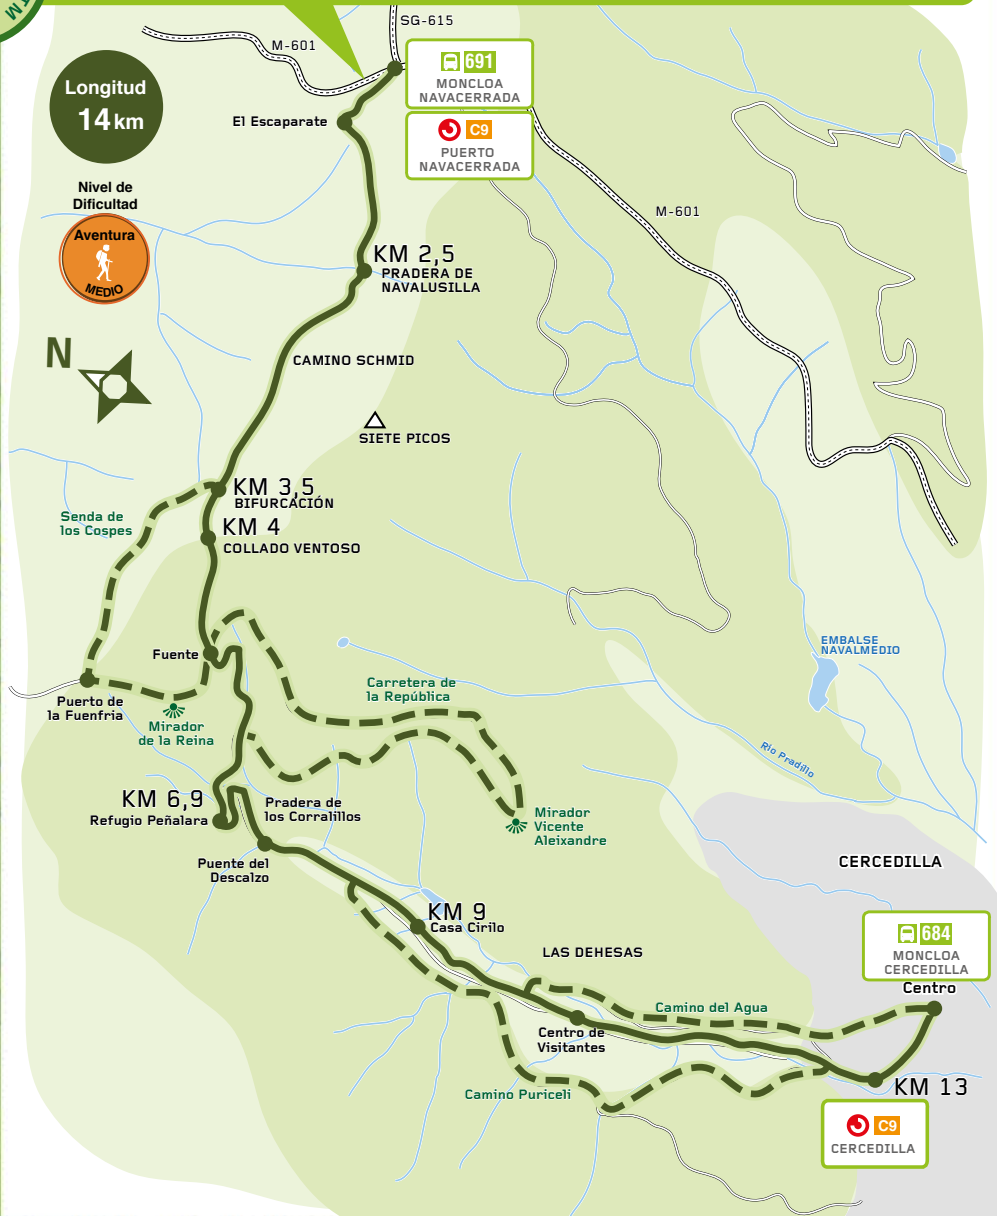 TM
SG-615
M-601
691
MONCLOA
NAVACERRADA
C9
PUERTO
NAVACERRADA
Longitud
14 km
El Escaparate
Nivel de
Dificultad
Aventura
MEDIO
M-601
KM 2,5
PRADERA DE
NAVALUSILLA
N
CAMINO SCHMID
SIETE PICOS
KM 3,5
BIFURCACIÓN
Senda de
los Cospes
KM 4
COLLADO VENTOSO
Fuente
EMBALSE
NAVALMEDIO
Carretera de
la República
Puerto de
la Fuenfria
Mirador
de la Reina
Río Pradillo
KM 6,9
Refugio Peñalara
Pradera de
los Corralillos
Mirador
Vicente
Aleixandre
Puente del
Descalzo
CERCEDILLA
KM 9
Casa Cirilo
684
MONCLOA
CERCEDILLA
Centro
LAS DEHESAS
Camino del Agua
Centro de
Visitantes
Camino Puriceli
KM 13
C9
CERCEDILLA